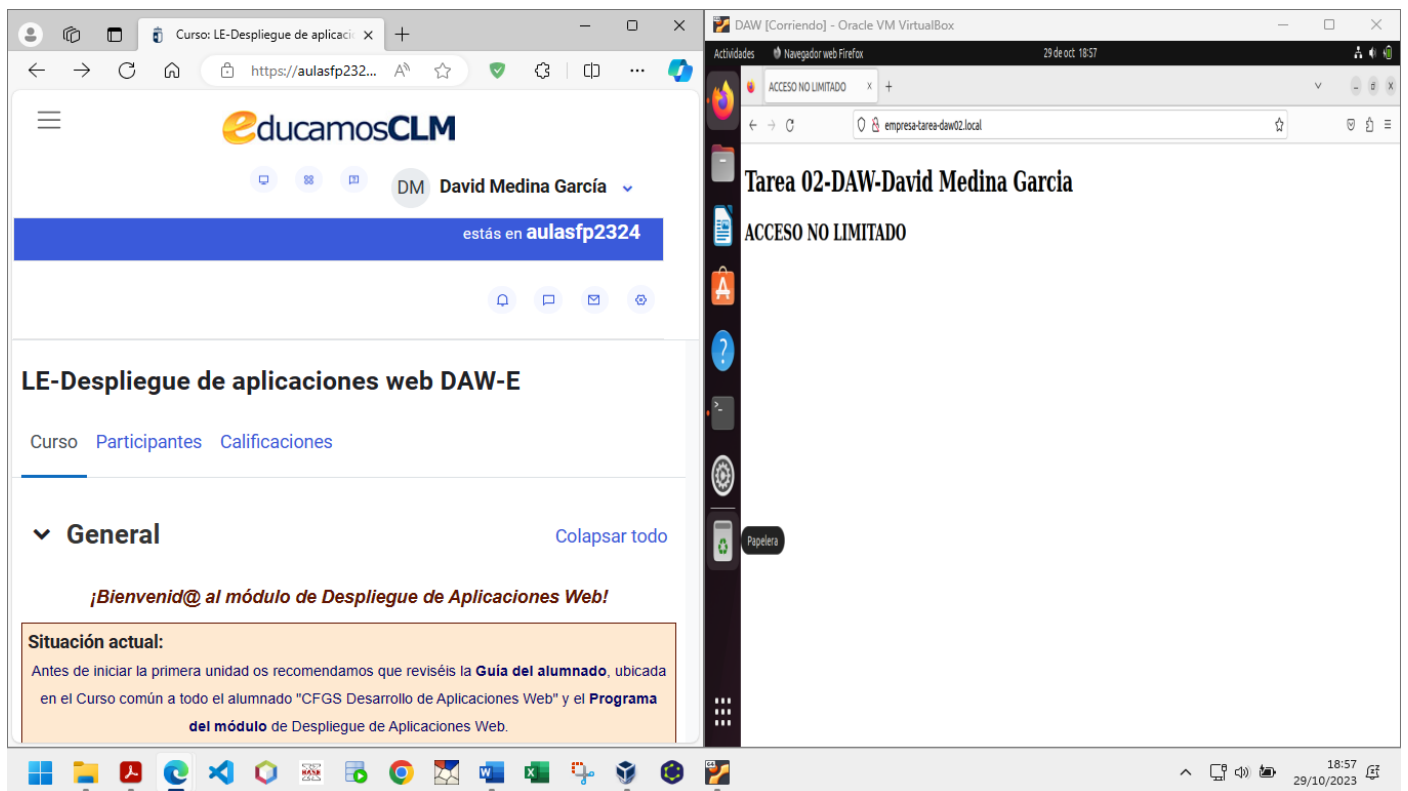 Curso: LE-Despliegue de aplicaci
https://aulasfp232...
educamosCLM
DM David Medina García
estás en aulasfp2324
LE-Despliegue de aplicaciones web DAW-E
Curso Participantes Calificaciones
General
Colapsar todo
¡Bienvenid@ al módulo de Despliegue de Aplicaciones Web!
Situación actual:
Antes de iniciar la primera unidad os recomendamos que reviséis la Guía del alumnado, ubicada
en el Curso común a todo el alumnado "CFGS Desarrollo de Aplicaciones Web" y el Programa
del módulo de Despliegue de Aplicaciones Web.
DAW [Corriendo] - Oracle VM VirtualBox
Actividades Navegador web Firefox 29 de oct 18:57
ACCESO NO LIMITADO
empresa-tarea-daw02.local
Tarea 02-DAW-David Medina Garcia
ACCESO NO LIMITADO
Papelera
18:57
29/10/2023